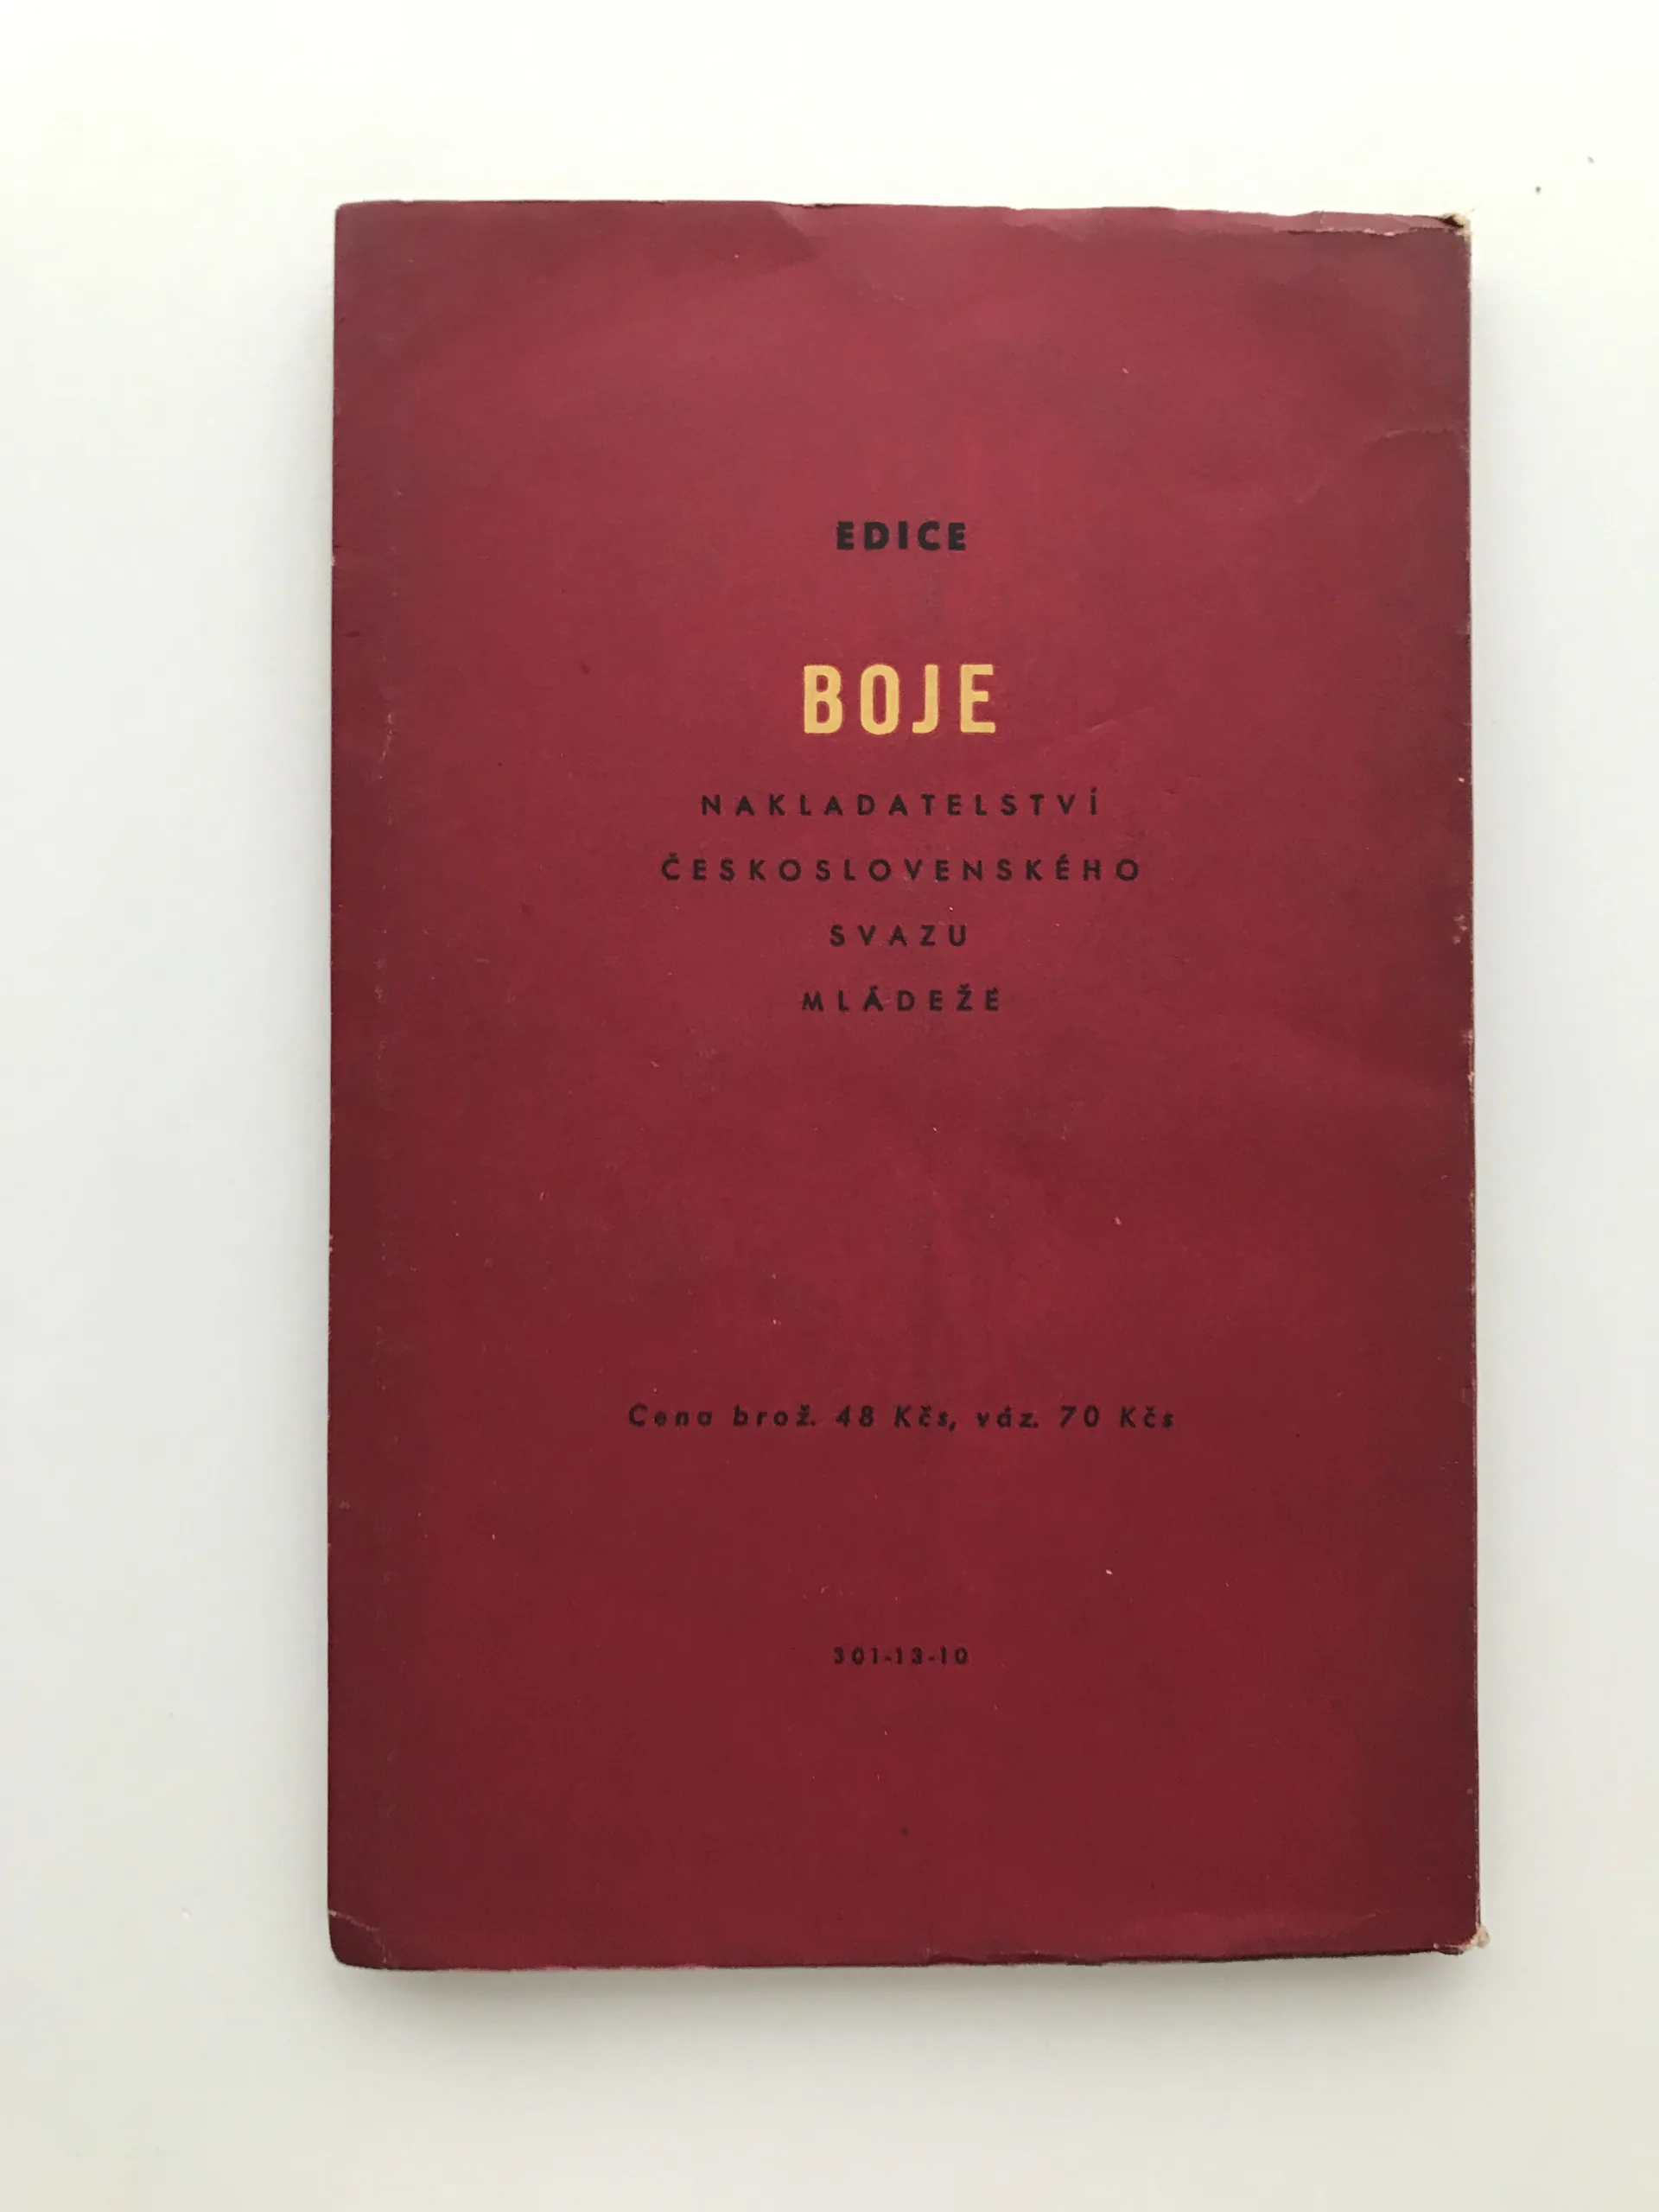 EDICE
BOJE
NAKLADATELSTVÍ
ČESKOSLOVENSKÉHO
SVAZU
MLÁDEŽE
Cena brož. 48 Kčs, váz. 70 Kčs
301-13-10